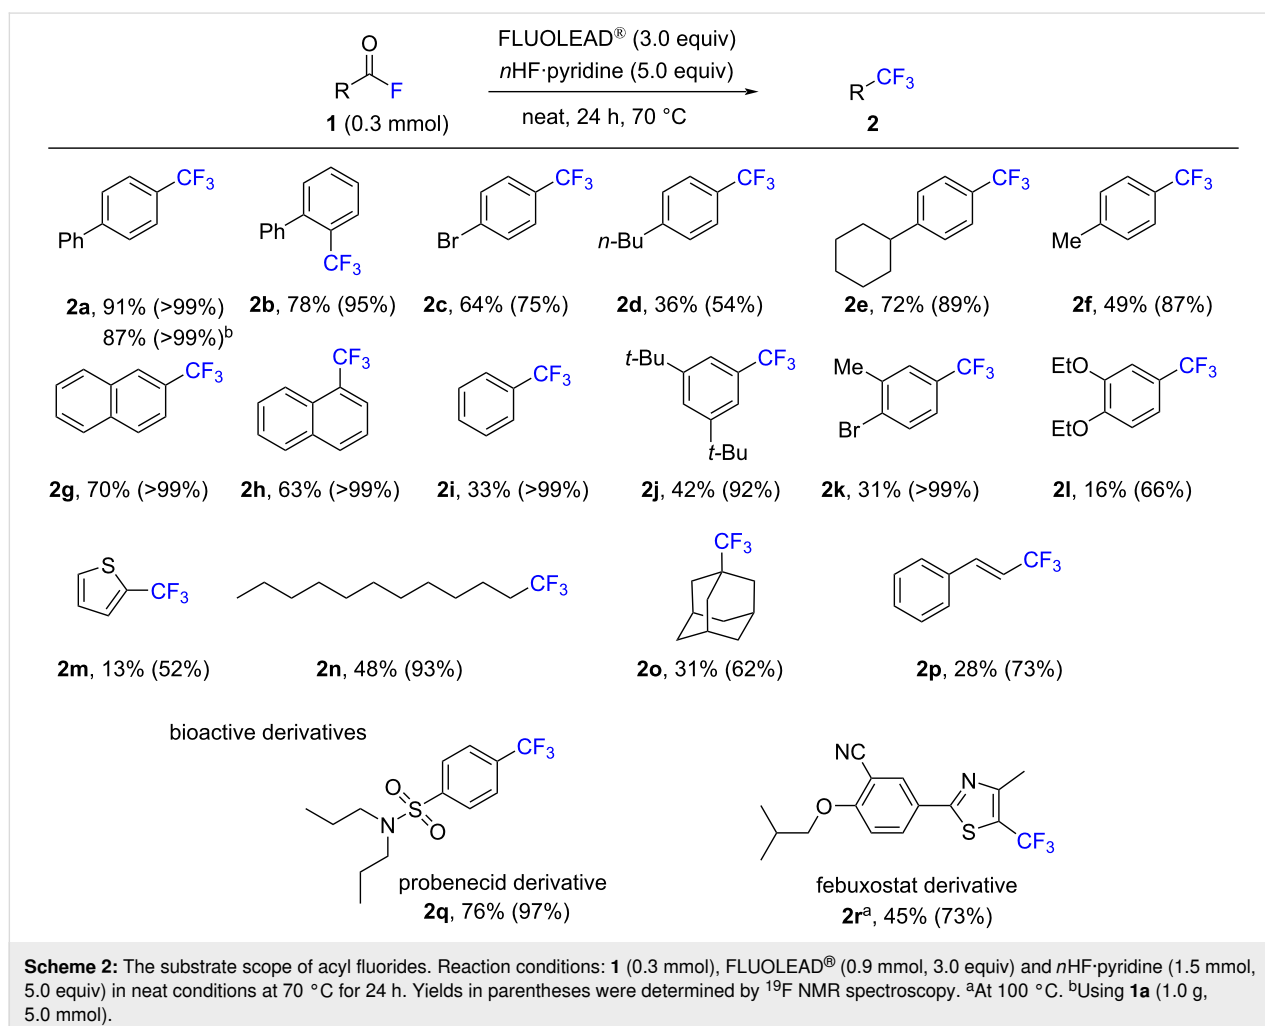 FLUOLEAD® (3.0 equiv)
nHF·pyridine (5.0 equiv)
neat, 24 h, 70 °C
O
R F
1 (0.3 mmol)
R CF3
2
CF3
Ph
2a, 91% (>99%)
87% (>99%)b
Ph
CF3
2b, 78% (95%)
CF3
Br
2c, 64% (75%)
CF3
n-Bu
2d, 36% (54%)
CF3
2e, 72% (89%)
CF3
Me
2f, 49% (87%)
CF3
2g, 70% (>99%)
CF3
2h, 63% (>99%)
CF3
2i, 33% (>99%)
t-Bu
CF3
t-Bu
2j, 42% (92%)
Me
CF3
Br
2k, 31% (>99%)
EtO
CF3
EtO
2l, 16% (66%)
S
CF3
2m, 13% (52%)
CF3
2n, 48% (93%)
CF3
2o, 31% (62%)
CF3
2p, 28% (73%)
bioactive derivatives
CF3
O
S
N
O
probenecid derivative
2q, 76% (97%)
NC
O
N
S
CF3
febuxostat derivative
2ra, 45% (73%)
Scheme 2: The substrate scope of acyl fluorides. Reaction conditions: 1 (0.3 mmol), FLUOLEAD® (0.9 mmol, 3.0 equiv) and nHF·pyridine (1.5 mmol,
5.0 equiv) in neat conditions at 70 °C for 24 h. Yields in parentheses were determined by 19F NMR spectroscopy. aAt 100 °C. bUsing 1a (1.0 g,
5.0 mmol).